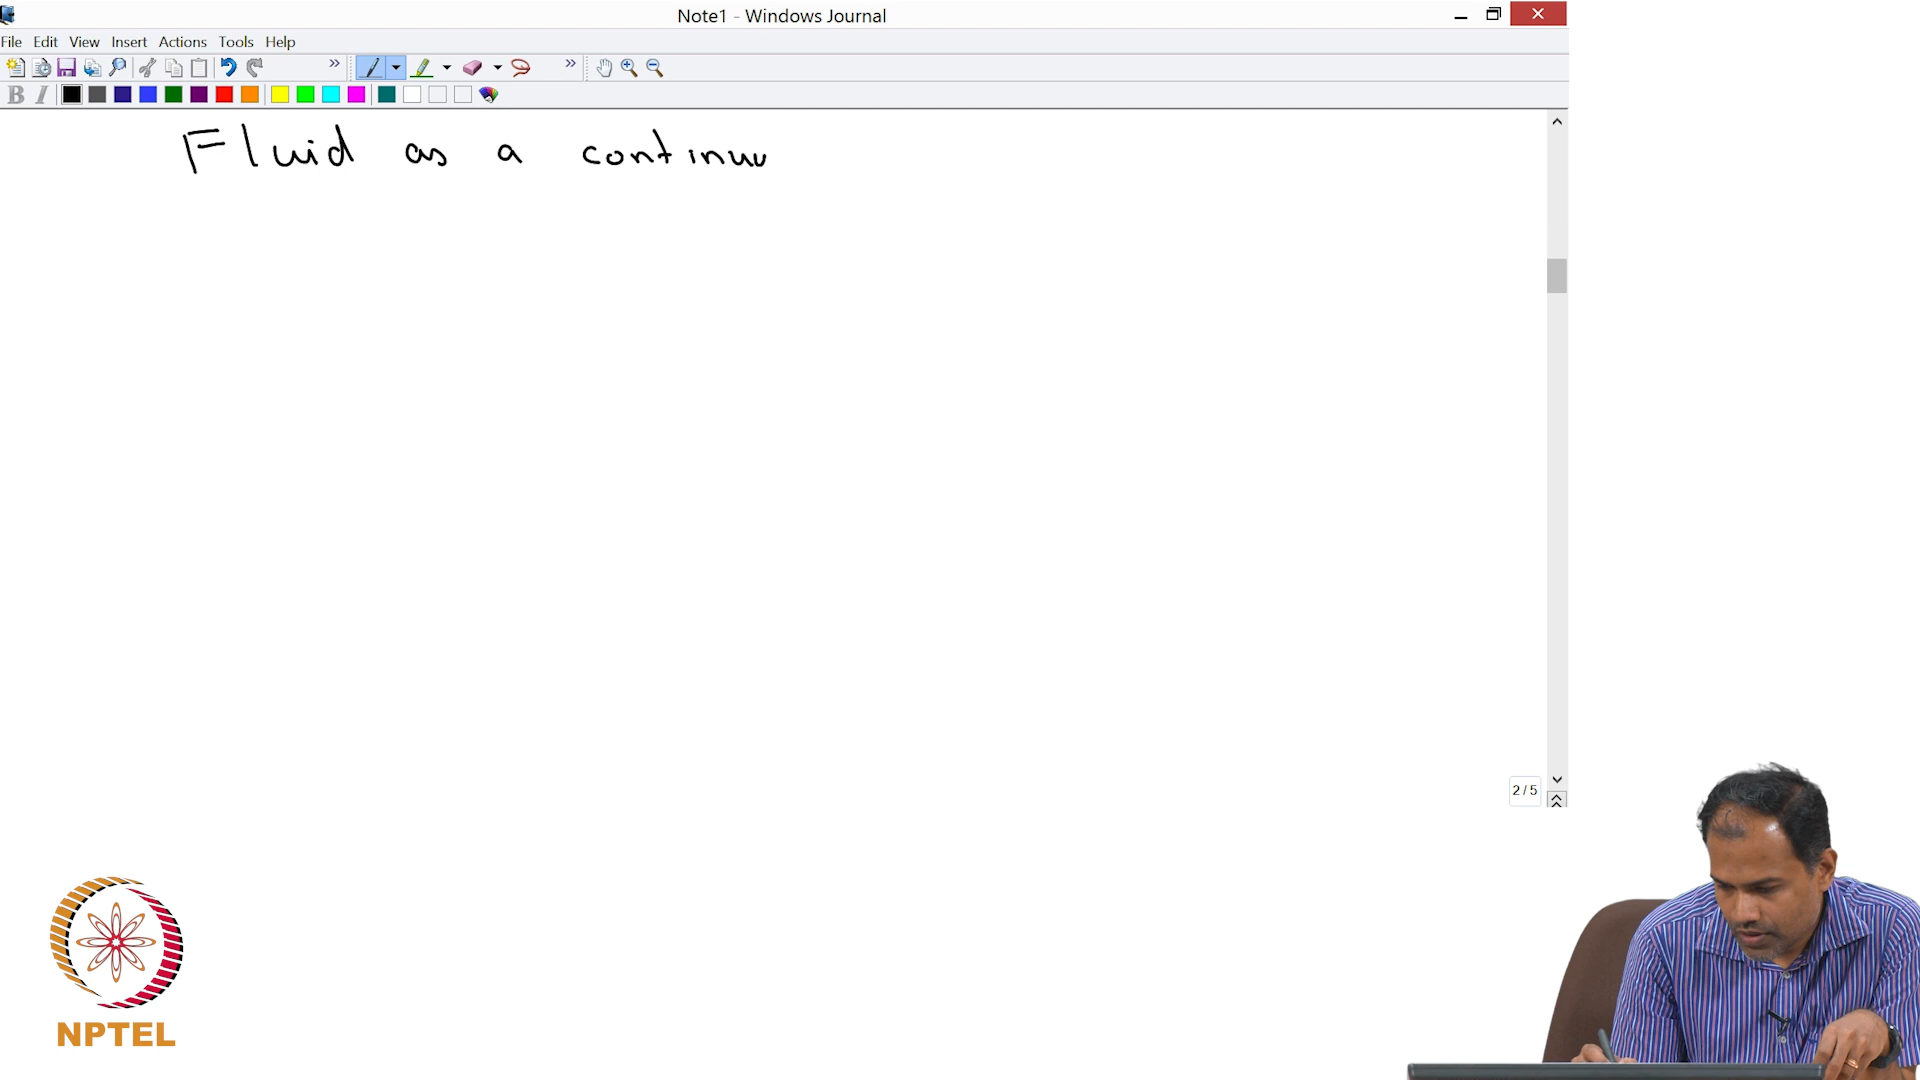 Note1 - Windows Journal
File Edit View Insert Actions Tools Help
B I
Fluid as a continuu
2 / 5
NPTEL